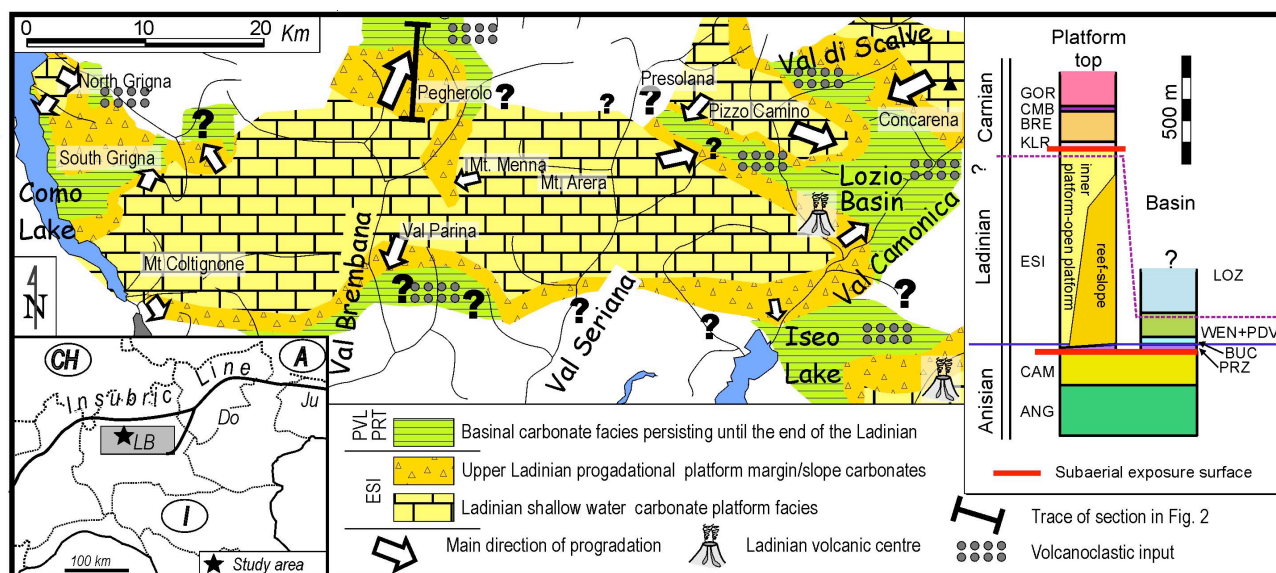 0 10 20 Km
North Grigna
Pegherolo
Presolana
Val di Scalve
Pizzo Camino
Concarena
South Grigna
Mt. Menna
Mt. Arera
Lozio
Basin
Como
Lake
Val Parina
Val Camonica
Mt Coltignone
Val Brembana
Val Seriana
Iseo
Lake
? ? ? ? ? ? ? ? ? ?
N
CH
A
Insubric Line
Ju
Do
LB
I
100 km
Study area
PVL
PRT
Basinal carbonate facies persisting until the end of the Ladinian
ESI
Upper Ladinian progadational platform margin/slope carbonates
Ladinian shallow water carbonate platform facies
Main direction of progradation
Ladinian volcanic centre
Trace of section in Fig. 2
Volcanoclastic input
Platform
top
500 m
Carnian
GOR
CMB
BRE
KLR
?
Ladinian
ESI
inner
platform-open platform
reef-slope
Basin
?
LOZ
WEN+PDV
BUC
PRZ
Anisian
CAM
ANG
Subaerial exposure surface